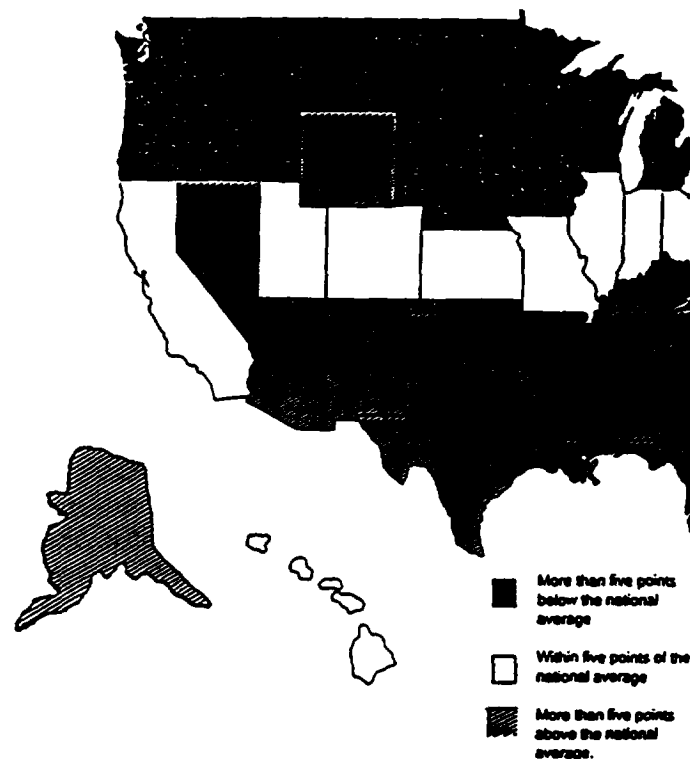 More than five points
below the national
average
Within five points of the
national average
More than five points
above the national
average.